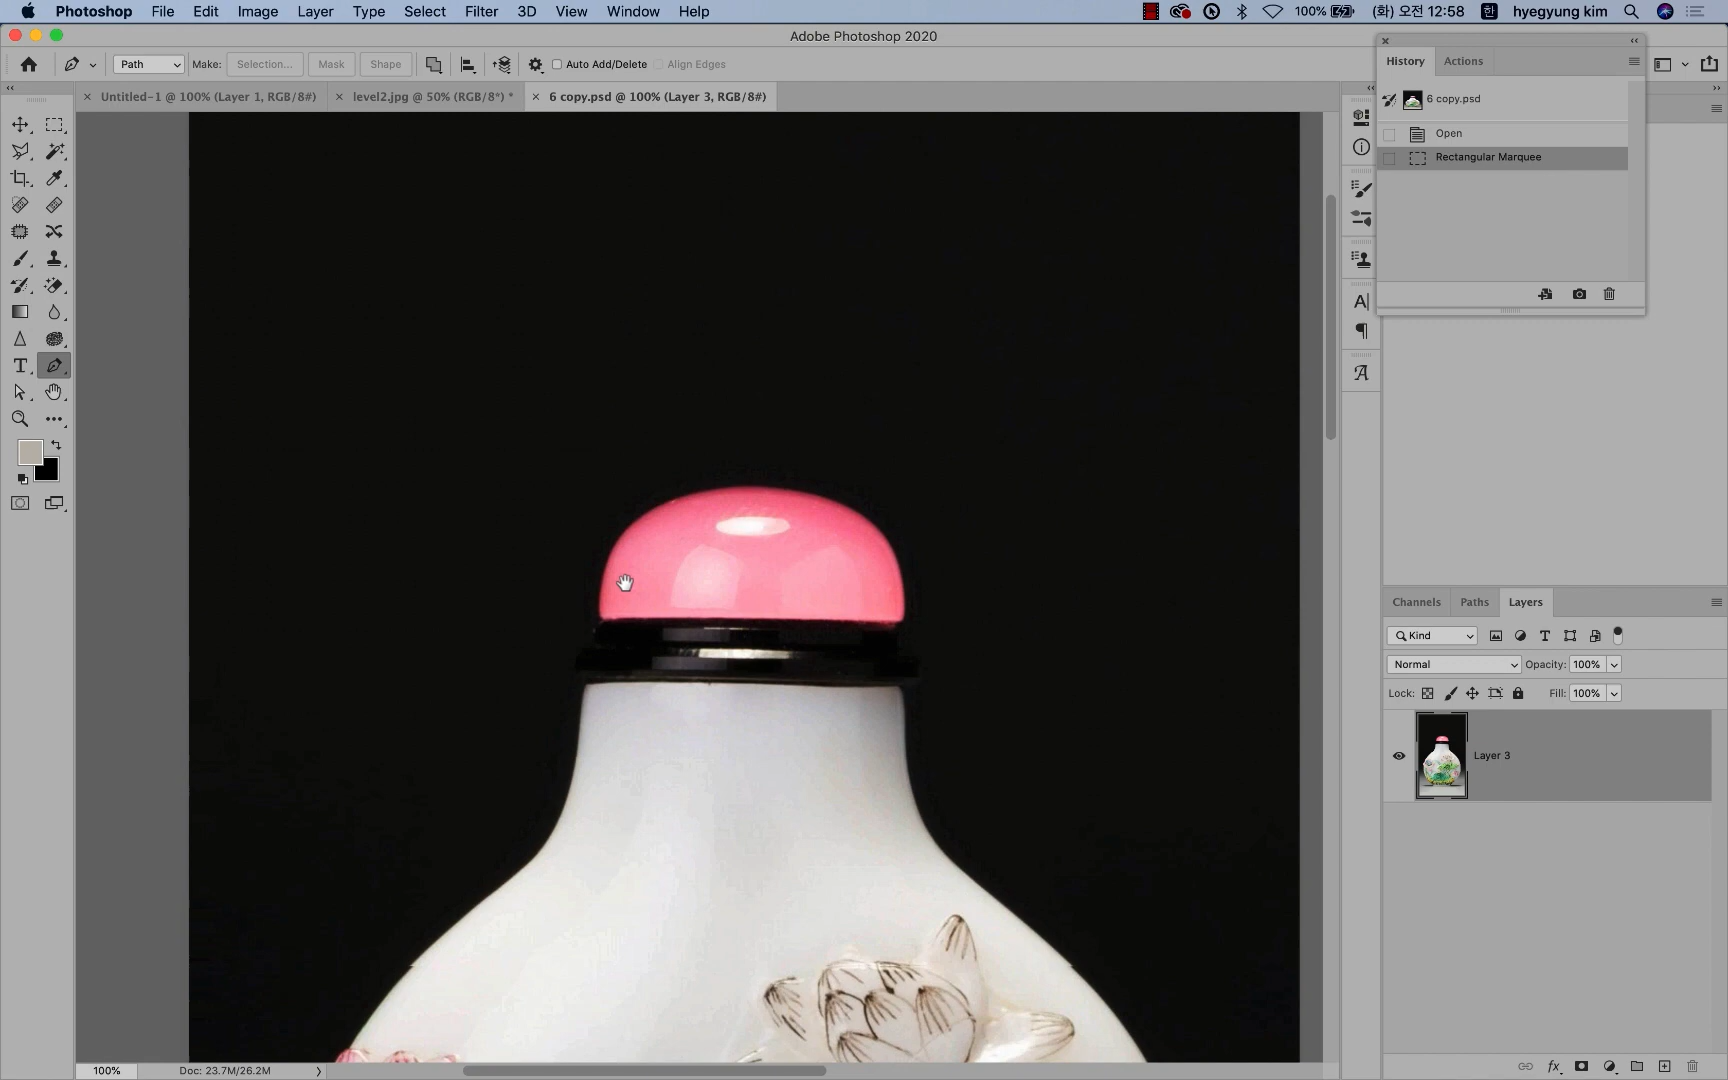 Photoshop File Edit Image Layer Type Select Filter 3D View Window Help 100% (화) 오전 12:58 한 hyegyung kim
Adobe Photoshop 2020
Path Make: Selection... Mask Shape Auto Add/Delete Align Edges
Untitled-1 @ 100% (Layer 1, RGB/8#) level2.jpg @ 50% (RGB/8*) * 6 copy.psd @ 100% (Layer 3, RGB/8#)
History Actions
6 copy.psd
Open
Rectangular Marquee
Channels Paths Layers
Kind
Normal Opacity: 100%
Lock: Fill: 100%
Layer 3
100% Doc: 23.7M/26.2M